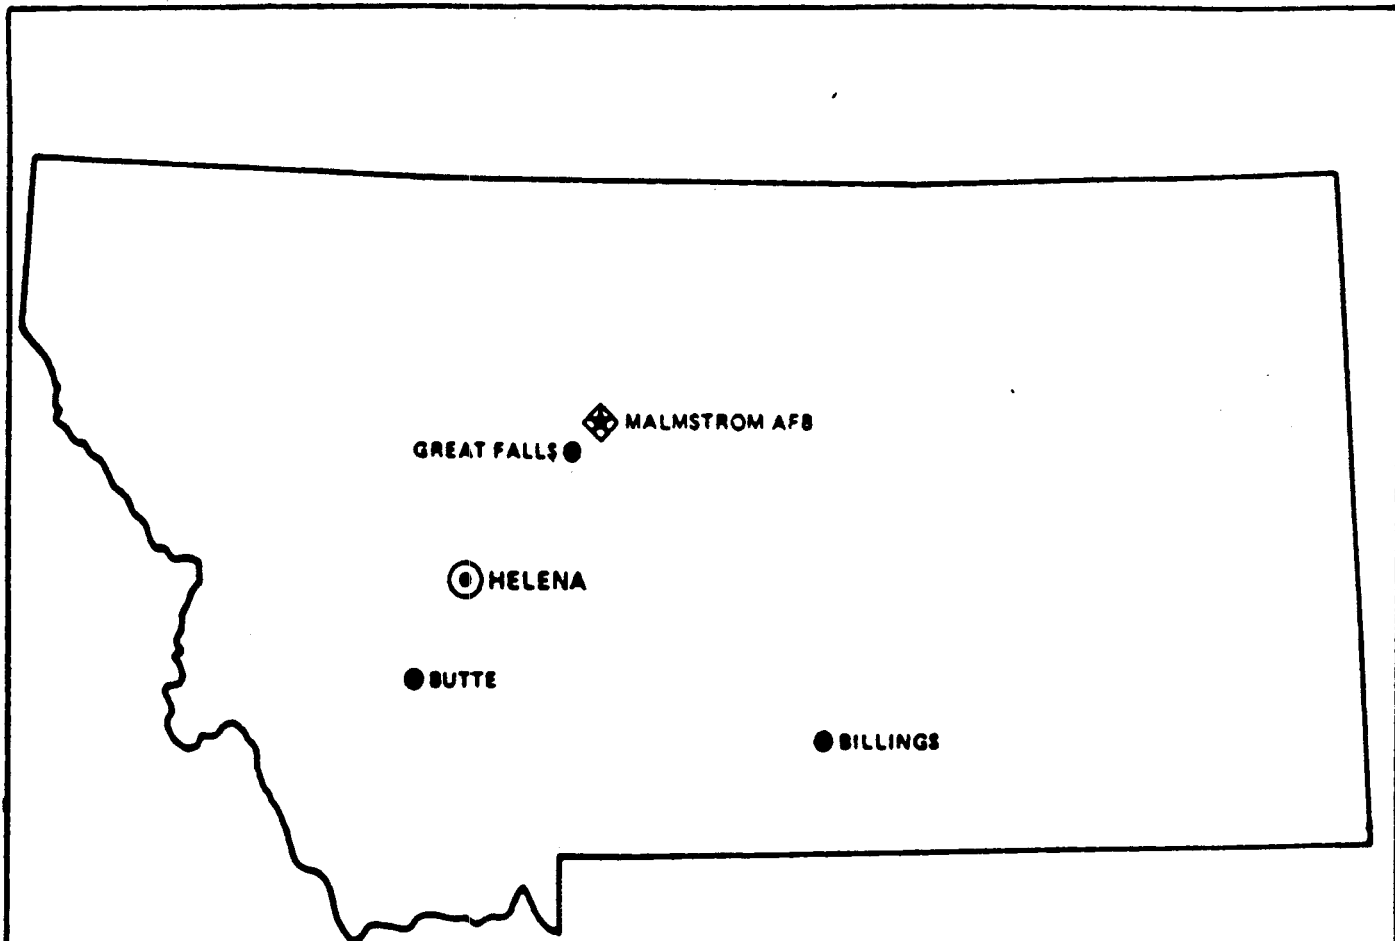 MALMSTROM AFB
GREAT FALLS
HELENA
BUTTE
BILLINGS